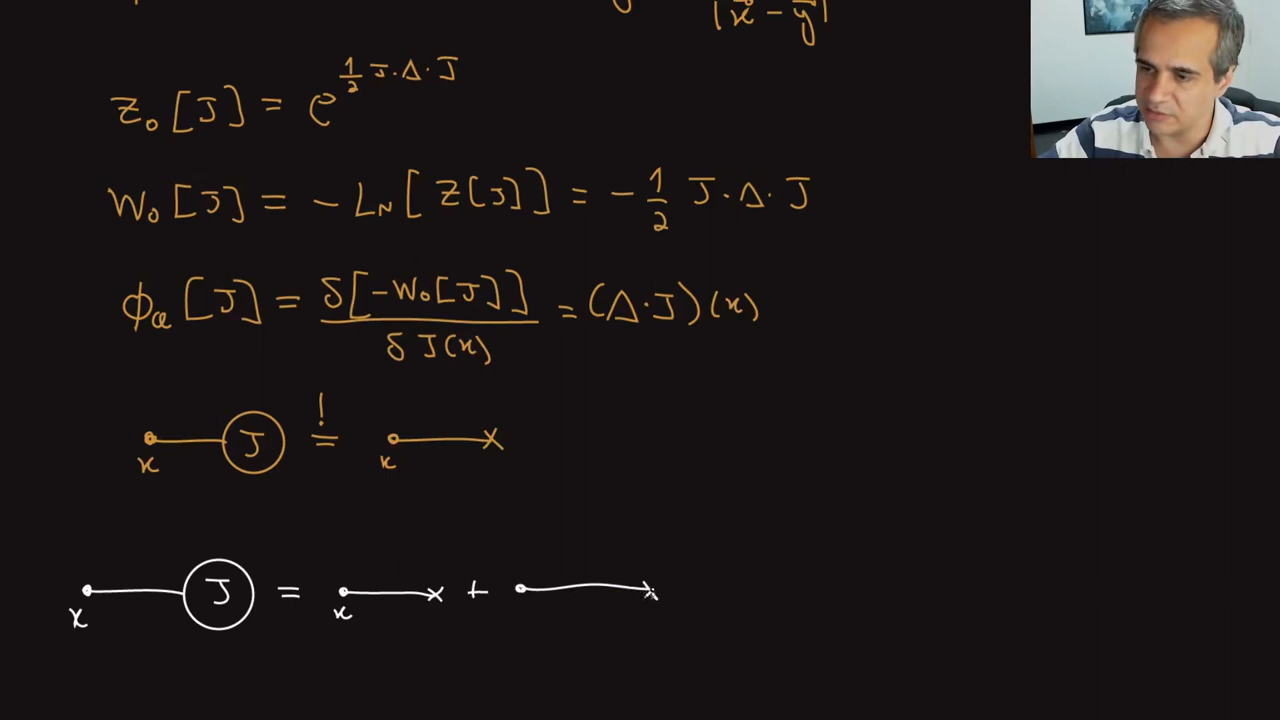 |x⃗ - y⃗|
Z₀[J] = e^{½ J·Δ·J}
W₀[J] = -LN[Z[J]] = -½ J·Δ·J
ϕ_cl[J] = δ[-W₀[J]] / δJ(x) = (Δ·J)(x)
J != x
x
J = x + x
x x